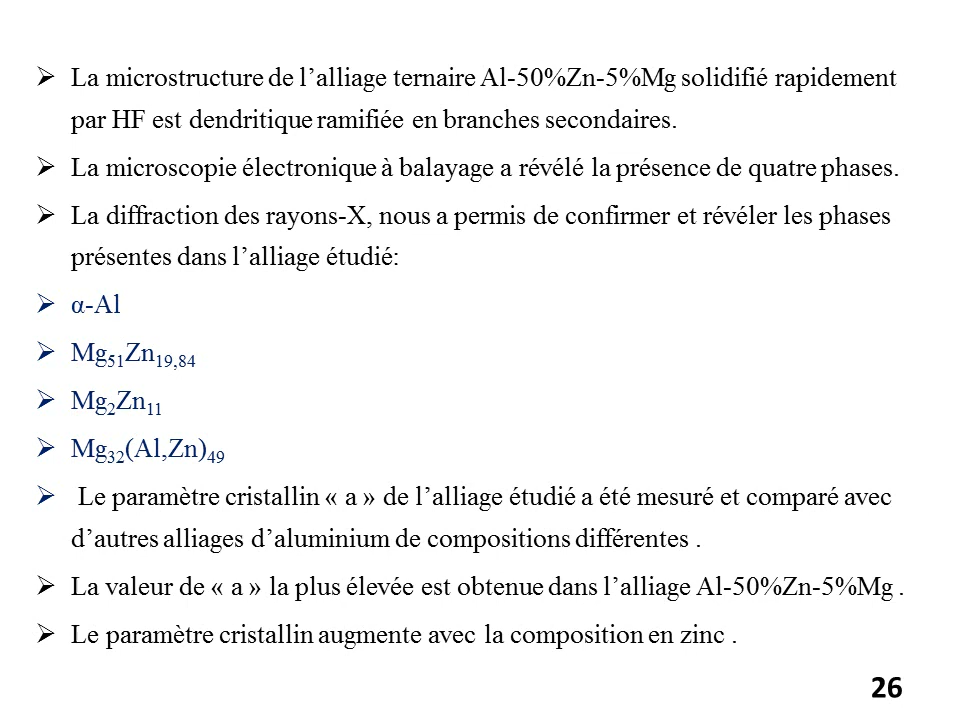 ➢ La microstructure de l’alliage ternaire Al-50%Zn-5%Mg solidifié rapidement
par HF est dendritique ramifiée en branches secondaires.
➢ La microscopie électronique à balayage a révélé la présence de quatre phases.
➢ La diffraction des rayons-X, nous a permis de confirmer et révéler les phases
présentes dans l’alliage étudié:
➢ α-Al
➢ Mg₅₁Zn₁₉,₈₄
➢ Mg₂Zn₁₁
➢ Mg₃₂(Al,Zn)₄₉
➢ Le paramètre cristallin « a » de l’alliage étudié a été mesuré et comparé avec
d’autres alliages d’aluminium de compositions différentes .
➢ La valeur de « a » la plus élevée est obtenue dans l’alliage Al-50%Zn-5%Mg .
➢ Le paramètre cristallin augmente avec la composition en zinc .
26